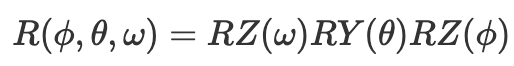 R(ϕ, θ, ω) = RZ(ω)RY(θ)RZ(ϕ)